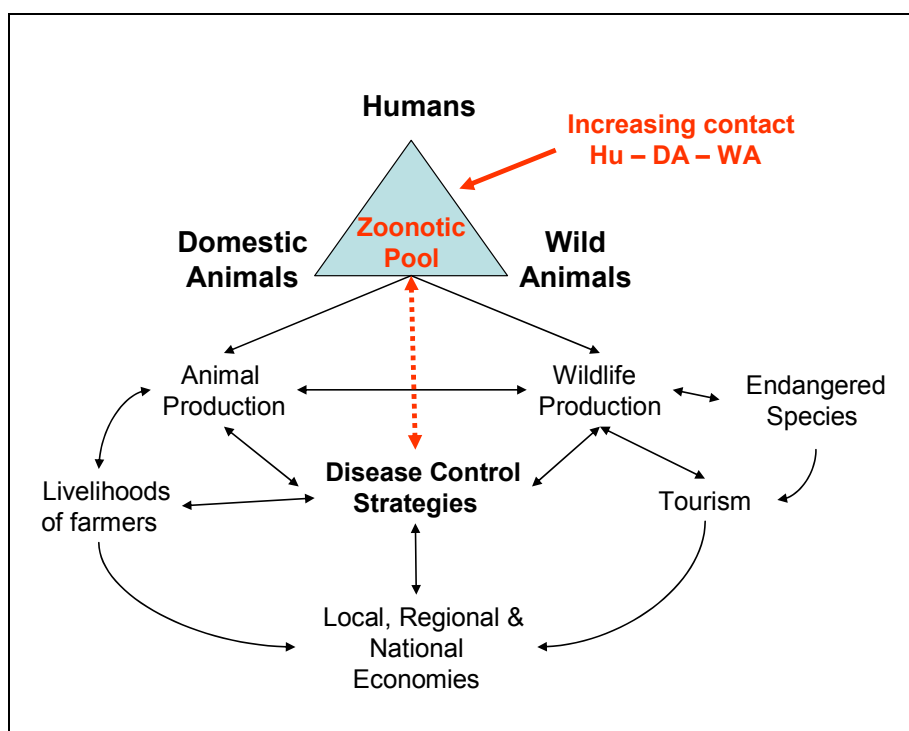 Humans
Increasing contact
Hu – DA – WA
Domestic
Animals
Zoonotic
Pool
Wild
Animals
Animal
Production
Wildlife
Production
Endangered
Species
Disease Control
Strategies
Livelihoods
of farmers
Tourism
Local, Regional &
National
Economies